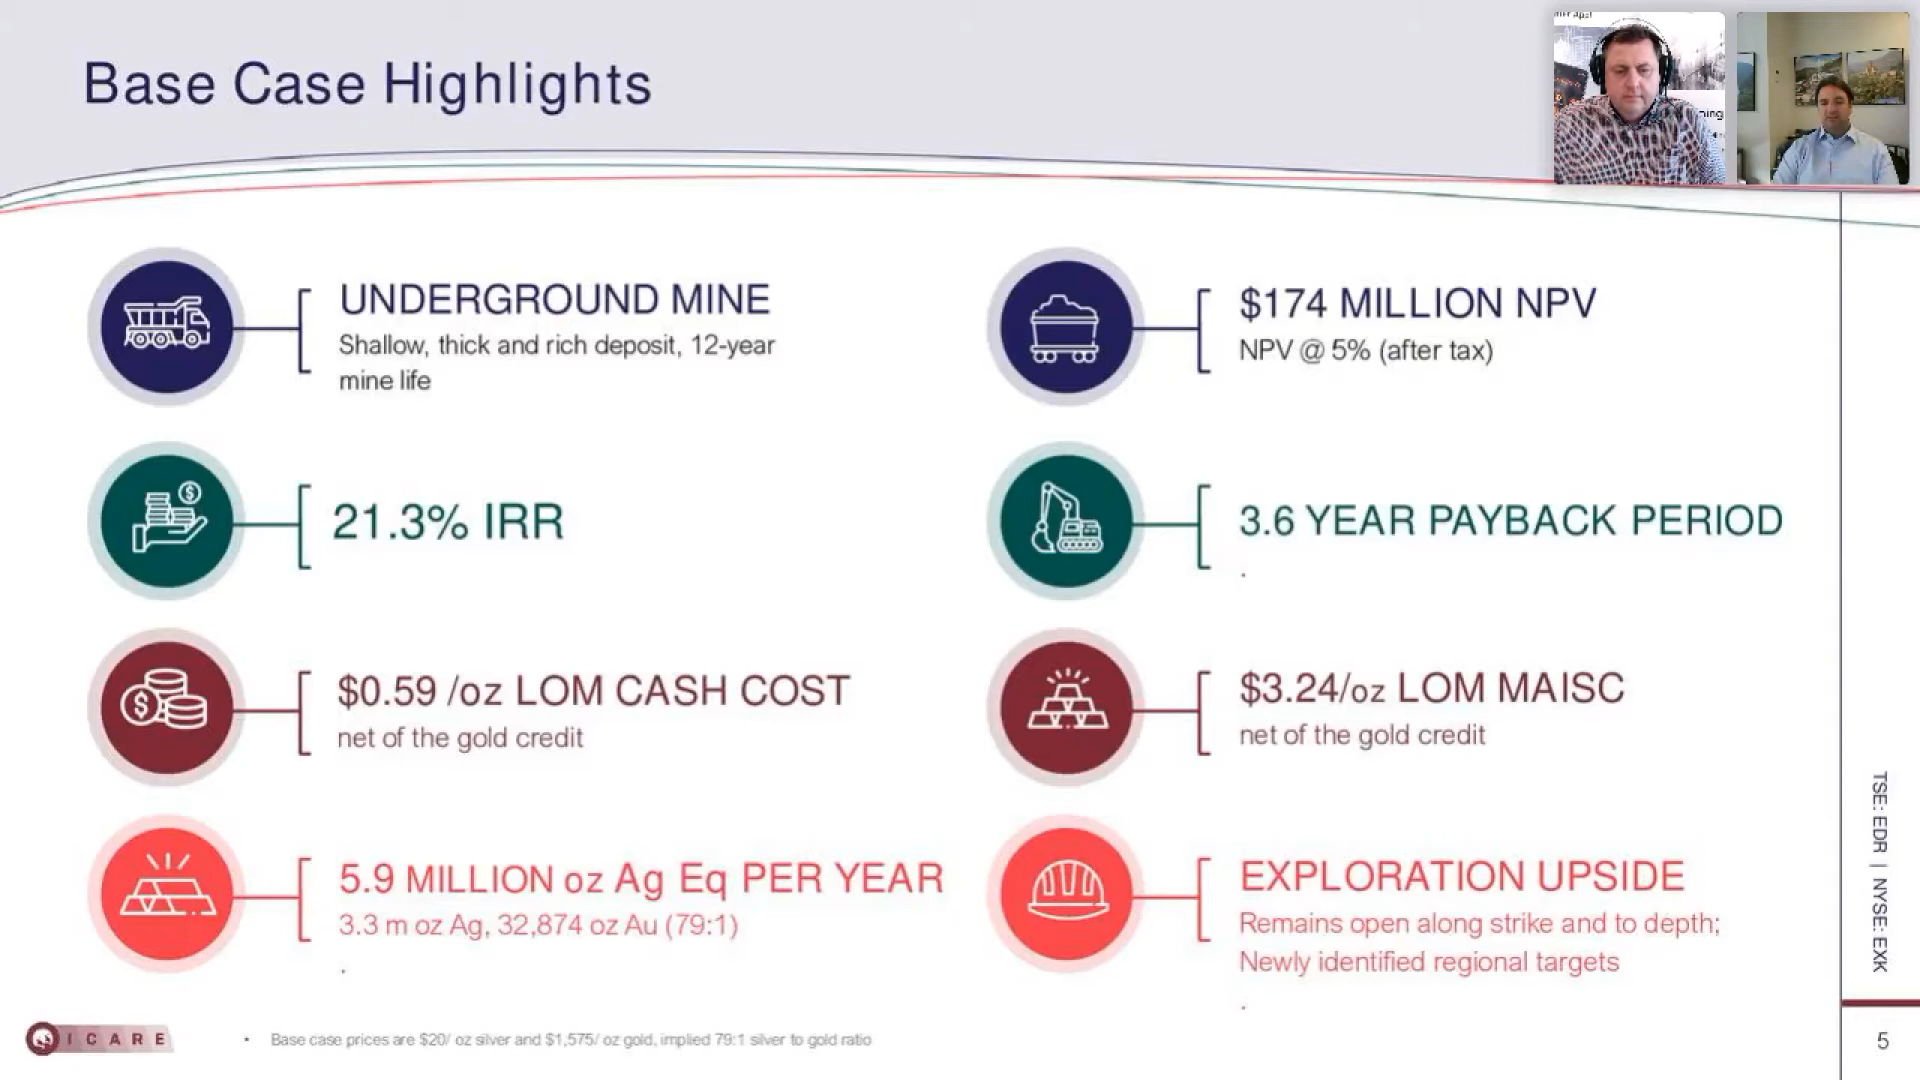 Base Case Highlights
UNDERGROUND MINE
Shallow, thick and rich deposit, 12-year
mine life
$174 MILLION NPV
NPV @ 5% (after tax)
21.3% IRR
3.6 YEAR PAYBACK PERIOD
.
$0.59 /oz LOM CASH COST
net of the gold credit
$3.24/oz LOM MAISC
net of the gold credit
5.9 MILLION oz Ag Eq PER YEAR
3.3 m oz Ag, 32,874 oz Au (79:1)
.
EXPLORATION UPSIDE
Remains open along strike and to depth;
Newly identified regional targets
.
TSE: EDR | NYSE: EXK
ICARE
• Base case prices are $20/ oz silver and $1,575/ oz gold, implied 79:1 silver to gold ratio
5